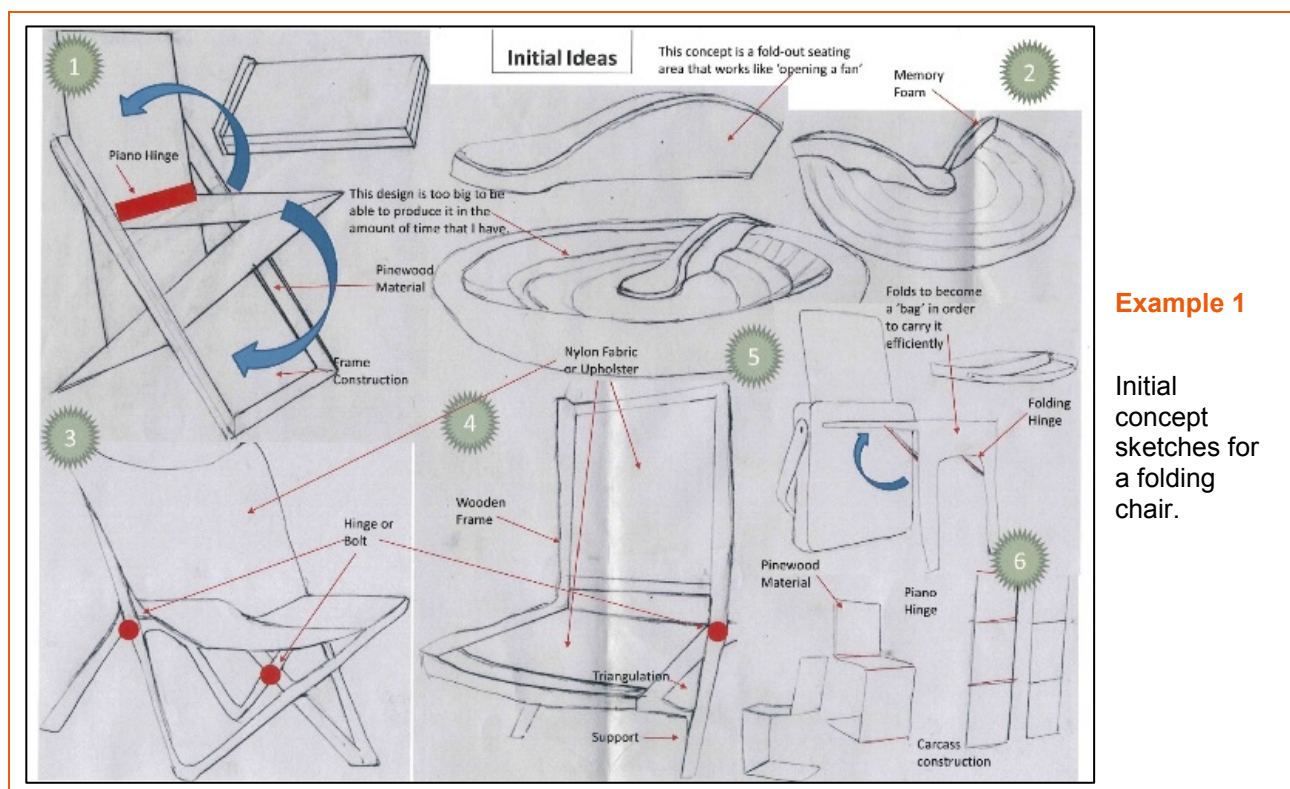 Initial Ideas
1
Piano Hinge
Pinewood
Material
Frame
Construction
This concept is a fold-out seating
area that works like 'opening a fan'
This design is too big to be
able to produce it in the
amount of time that I have.
2
Memory
Foam
3
Nylon Fabric
or Upholster
Hinge or
Bolt
4
Wooden
Frame
Triangulation
Support
5
Folds to become
a 'bag' in order
to carry it
efficiently
Folding
Hinge
6
Pinewood
Material
Piano
Hinge
Carcass
construction
Example 1
Initial
concept
sketches for
a folding
chair.